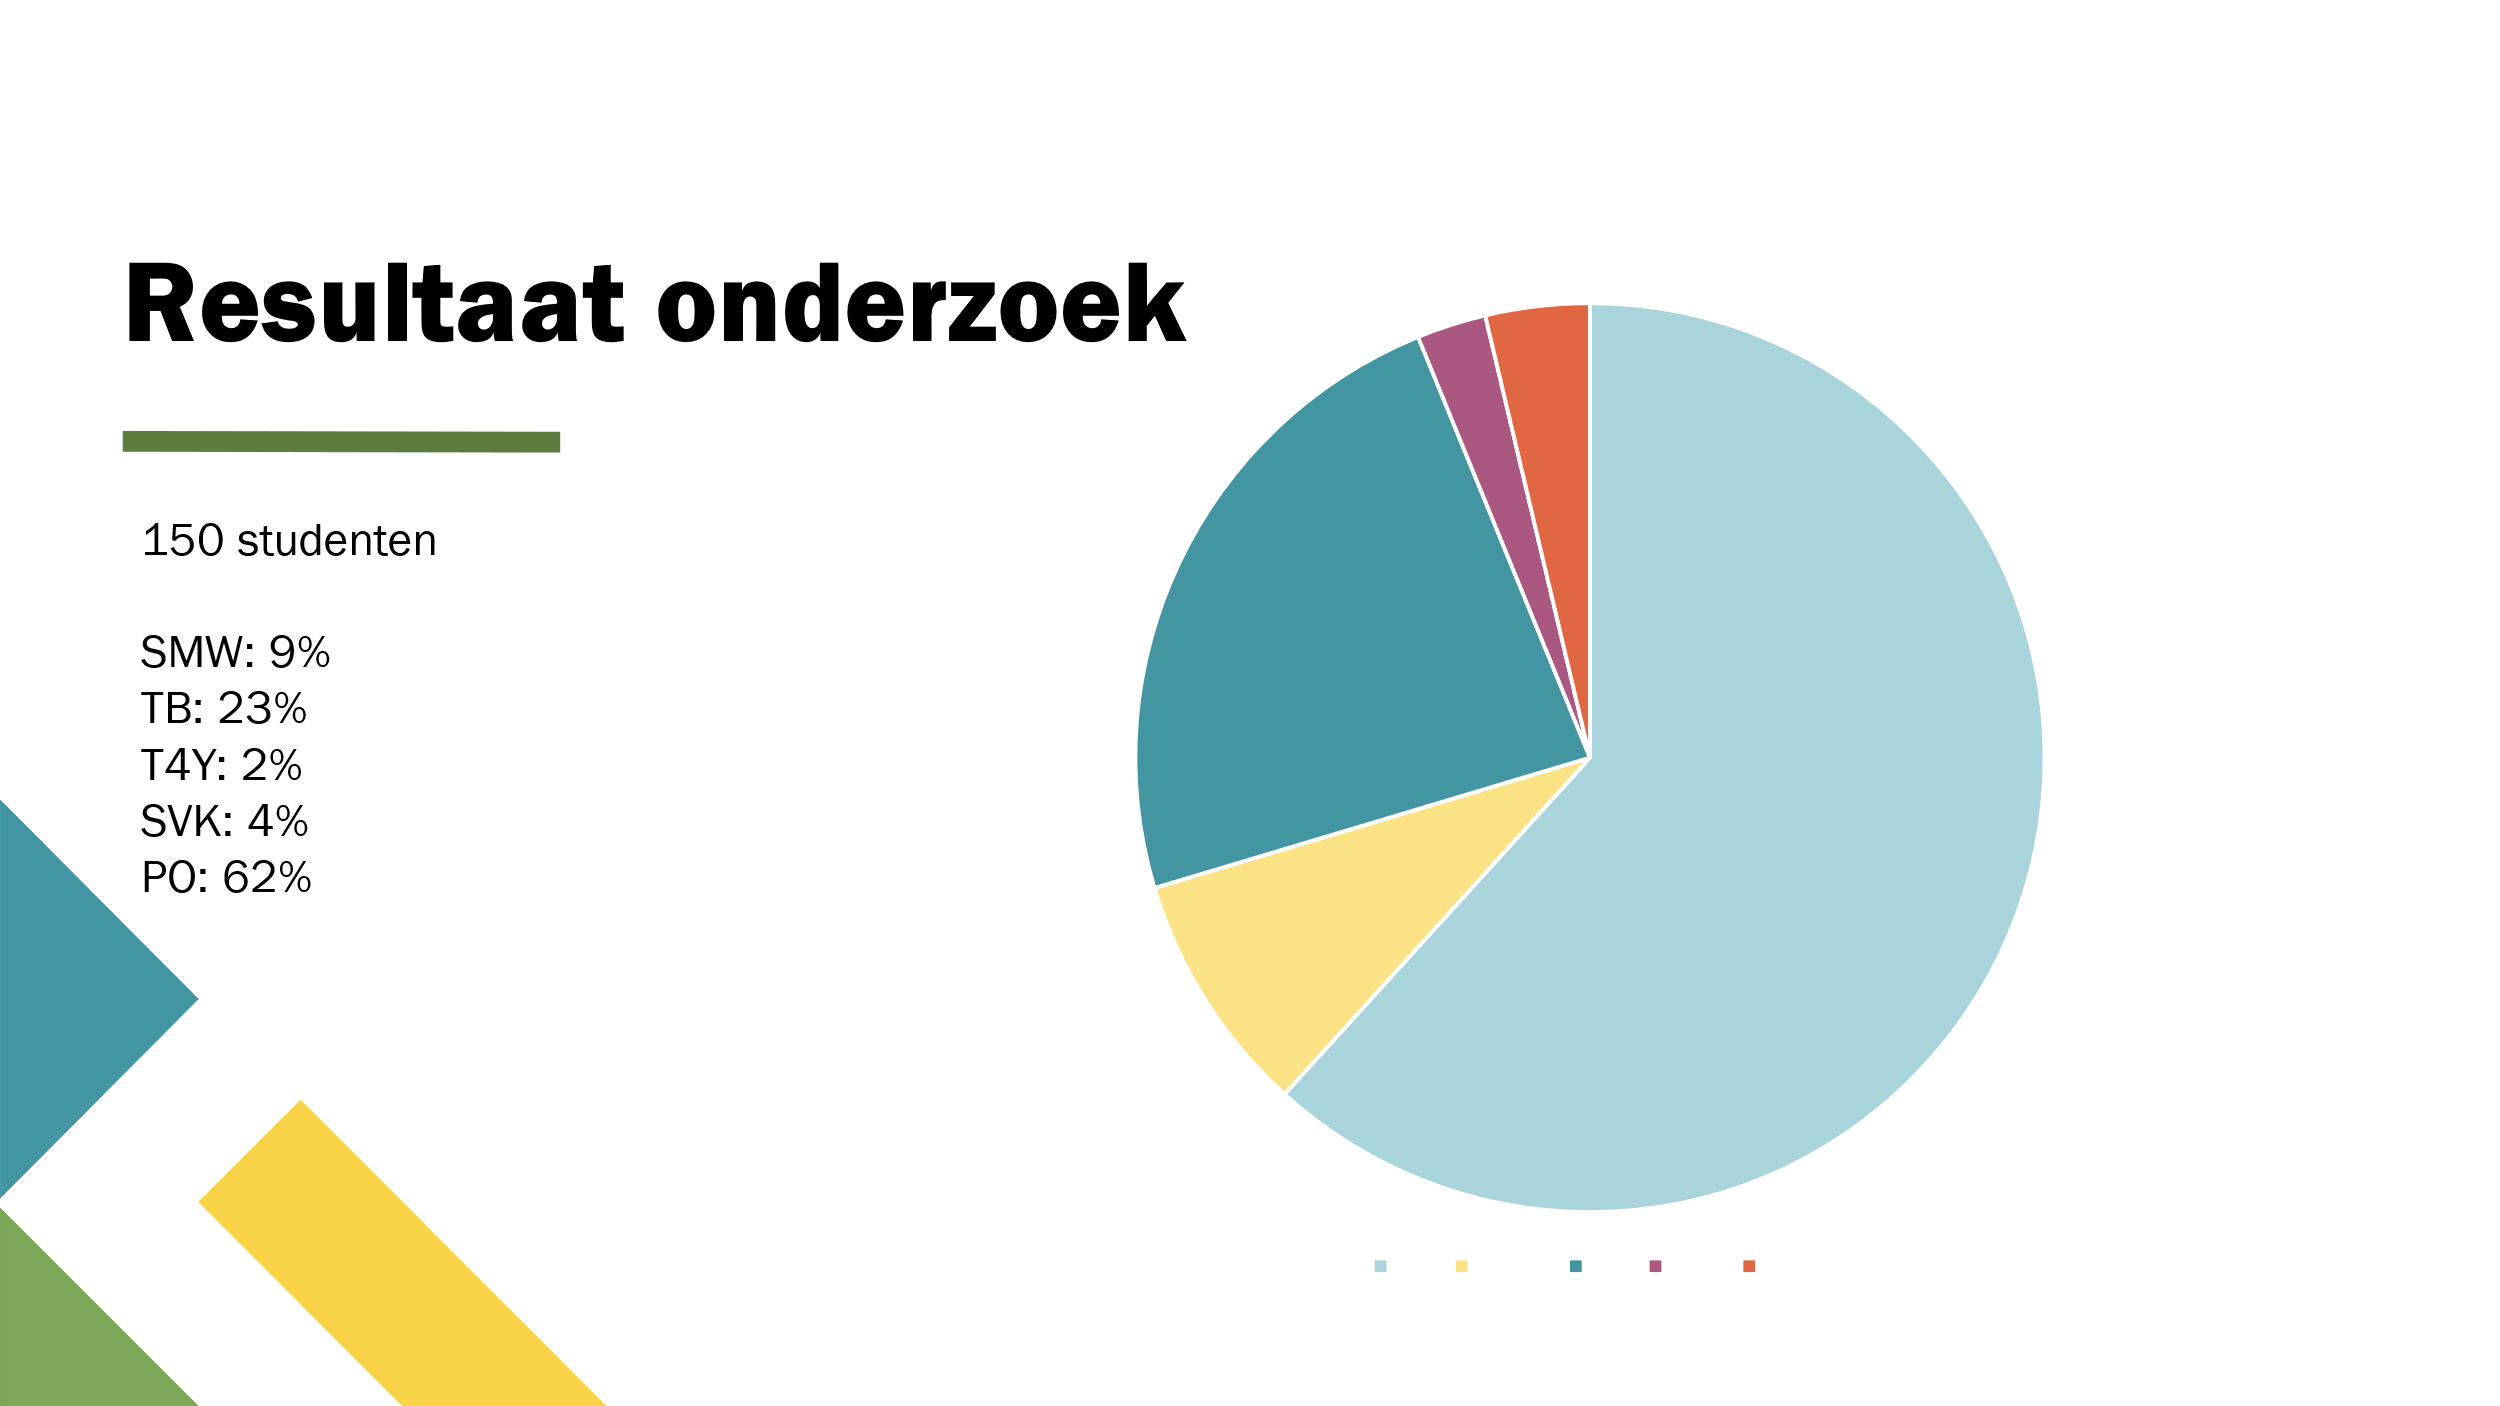 Resultaat onderzoek
150 studenten
SMW: 9%
TB: 23%
T4Y: 2%
SVK: 4%
PO: 62%